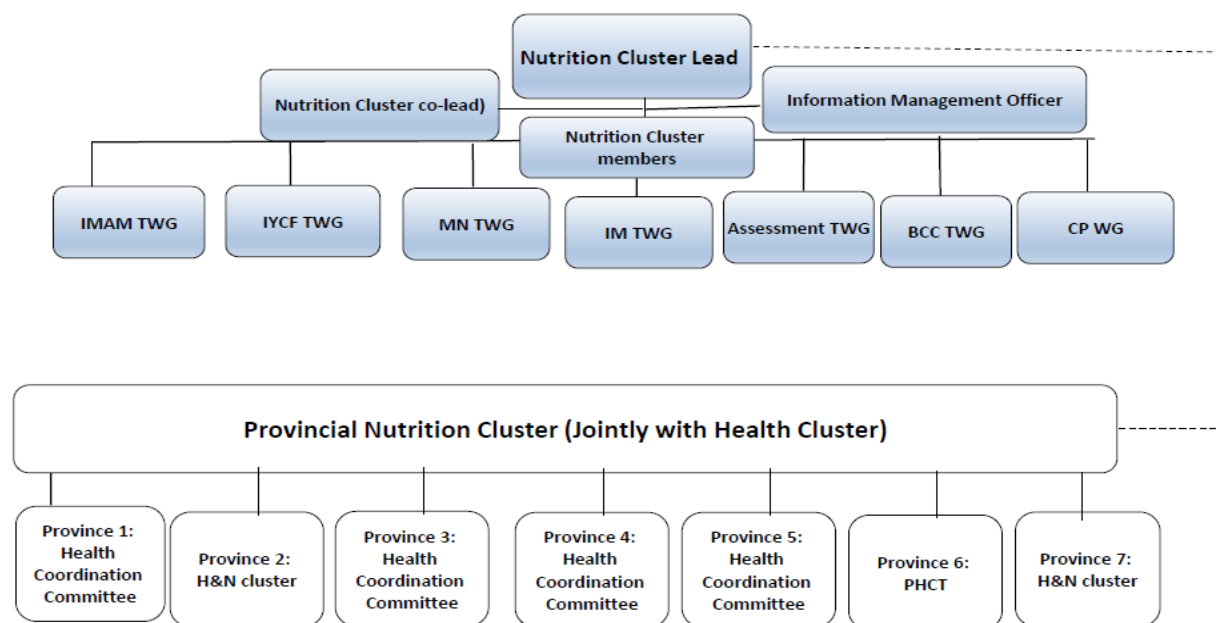 Nutrition Cluster Lead
Nutrition Cluster co-lead)
Information Management Officer
Nutrition Cluster
members
IMAM TWG
IYCF TWG
MN TWG
IM TWG
Assessment TWG
BCC TWG
CP WG
Provincial Nutrition Cluster (Jointly with Health Cluster)
Province 1:
Health
Coordination
Committee
Province 2:
H&N cluster
Province 3:
Health
Coordination
Committee
Province 4:
Health
Coordination
Committee
Province 5:
Health
Coordination
Committee
Province 6:
PHCT
Province 7:
H&N cluster